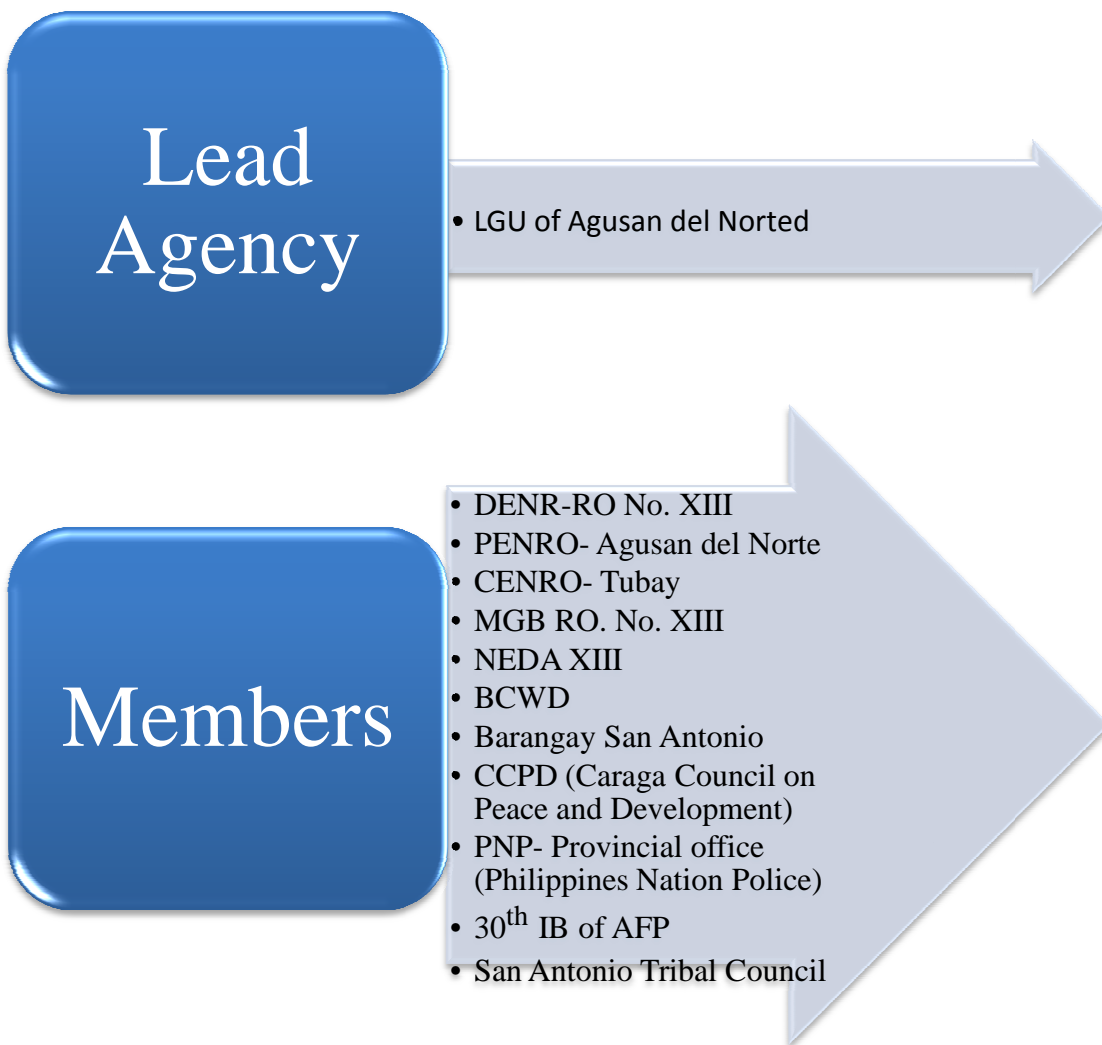 Lead
Agency
• LGU of Agusan del Norted
Members
• DENR-RO No. XIII
• PENRO- Agusan del Norte
• CENRO- Tubay
• MGB RO. No. XIII
• NEDA XIII
• BCWD
• Barangay San Antonio
• CCPD (Caraga Council on
Peace and Development)
• PNP- Provincial office
(Philippines Nation Police)
• 30th IB of AFP
• San Antonio Tribal Council